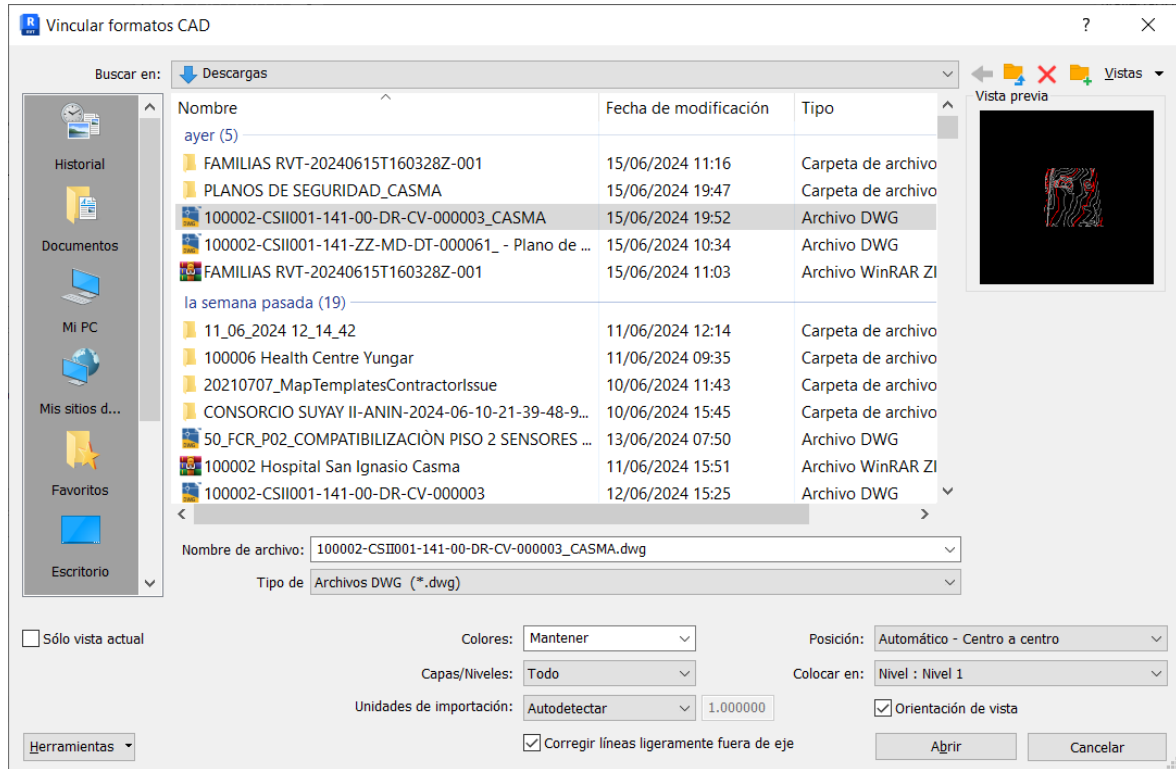 Vincular formatos CAD
Buscar en: Descargas Vistas
Historial
Documentos
Mi PC
Mis sitios d...
Favoritos
Escritorio
Nombre Fecha de modificación Tipo
ayer (5)
FAMILIAS RVT-20240615T160328Z-001 15/06/2024 11:16 Carpeta de archivo
PLANOS DE SEGURIDAD_CASMA 15/06/2024 19:47 Carpeta de archivo
100002-CSII001-141-00-DR-CV-000003_CASMA 15/06/2024 19:52 Archivo DWG
100002-CSII001-141-ZZ-MD-DT-000061_ - Plano de ... 15/06/2024 10:34 Archivo DWG
FAMILIAS RVT-20240615T160328Z-001 15/06/2024 11:03 Archivo WinRAR ZI
la semana pasada (19)
11_06_2024 12_14_42 11/06/2024 12:14 Carpeta de archivo
100006 Health Centre Yungar 11/06/2024 09:35 Carpeta de archivo
20210707_MapTemplatesContractorIssue 10/06/2024 11:43 Carpeta de archivo
CONSORCIO SUYAY II-ANIN-2024-06-10-21-39-48-9... 10/06/2024 15:45 Carpeta de archivo
50_FCR_P02_COMPATIBILIZACIÒN PISO 2 SENSORES ... 13/06/2024 07:50 Archivo DWG
100002 Hospital San Ignasio Casma 11/06/2024 15:51 Archivo WinRAR ZI
100002-CSII001-141-00-DR-CV-000003 12/06/2024 15:25 Archivo DWG
Vista previa
Nombre de archivo: 100002-CSII001-141-00-DR-CV-000003_CASMA.dwg
Tipo de Archivos DWG (*.dwg)
Sólo vista actual
Colores: Mantener
Capas/Niveles: Todo
Unidades de importación: Autodetectar 1.000000
Corregir líneas ligeramente fuera de eje
Posición: Automático - Centro a centro
Colocar en: Nivel : Nivel 1
Orientación de vista
Herramientas Abrir Cancelar